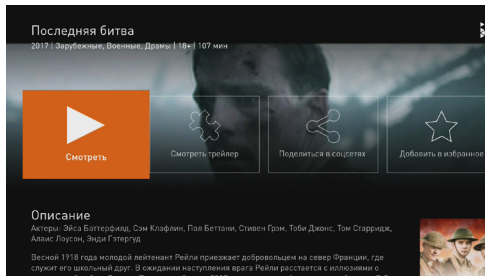 Последняя битва
2017 | Зарубежные, Военные, Драмы | 18+ | 107 мин
Смотреть
Смотреть трейлер
Поделиться в соцсетях
Добавить в избранное
Описание
Актеры: Эйса Баттерфилд, Сэм Клафлин, Пол Беттани, Стивен Грэм, Тоби Джонс, Том Старридж,
Алаис Лоусон, Энди Гэтергуд
Весной 1918 года молодой лейтенант Рейли приезжает добровольцем на север Франции, где
служит его школьный друг. В ожидании наступления врага Рейли расстается с иллюзиями о